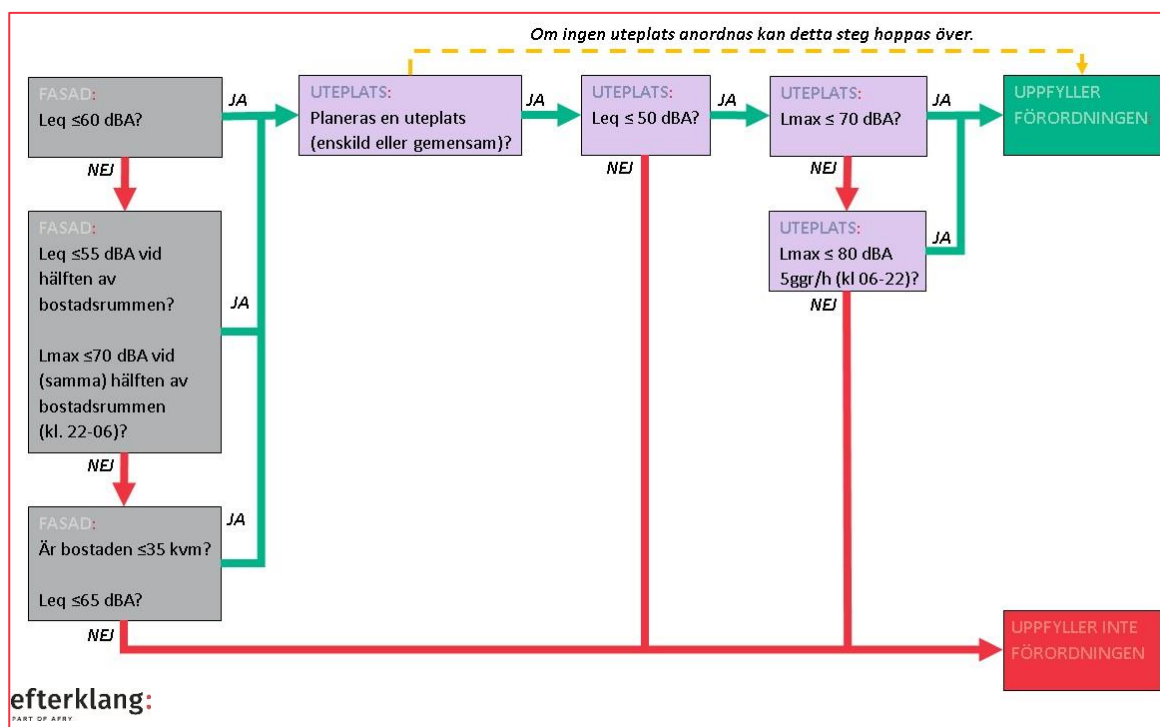 Om ingen uteplats anordnas kan detta steg hoppas över.
FASAD:
Leq ≤60 dBA?
JA
NEJ
UTEPLATS:
Planeras en uteplats
(enskild eller gemensam)?
JA
UTEPLATS:
Leq ≤ 50 dBA?
JA
NEJ
UTEPLATS:
Lmax ≤ 70 dBA?
JA
NEJ
UPPFYLLER
FÖRORDNINGEN
FASAD:
Leq ≤55 dBA vid
hälften av
bostadsrummen?
Lmax ≤70 dBA vid
(samma) hälften av
bostadsrummen
(kl. 22-06)?
JA
NEJ
UTEPLATS:
Lmax ≤ 80 dBA
5ggr/h (kl 06-22)?
JA
NEJ
FASAD:
Är bostaden ≤35 kvm?
Leq ≤65 dBA?
JA
NEJ
UPPFYLLER INTE
FÖRORDNINGEN
efterklang:
PART OF AFRY